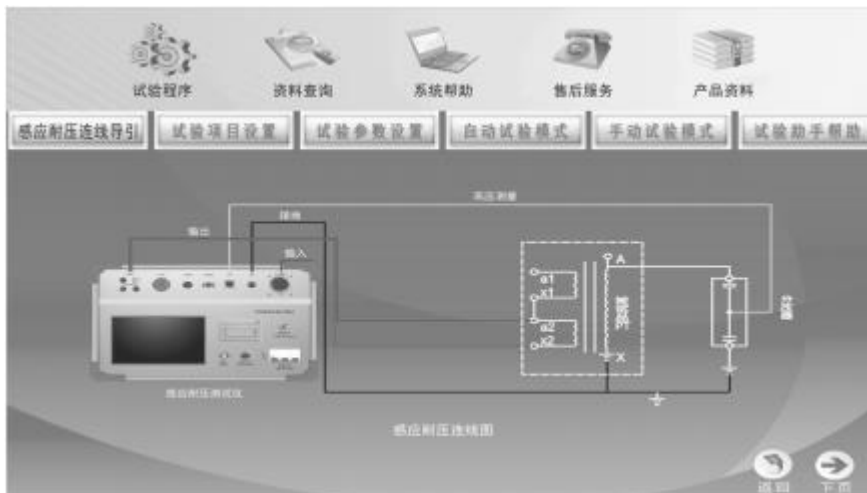 试验程序
资料查询
系统帮助
售后服务
产品资料
感应耐压连线导引
试验项目设置
试验参数设置
自动试验模式
手动试验模式
试验助手帮助
高压测量
接地
输出
输入
A
a1
x1
a2
x2
X
分压器
感应耐压测试仪
感应耐压连线图
返回
下页